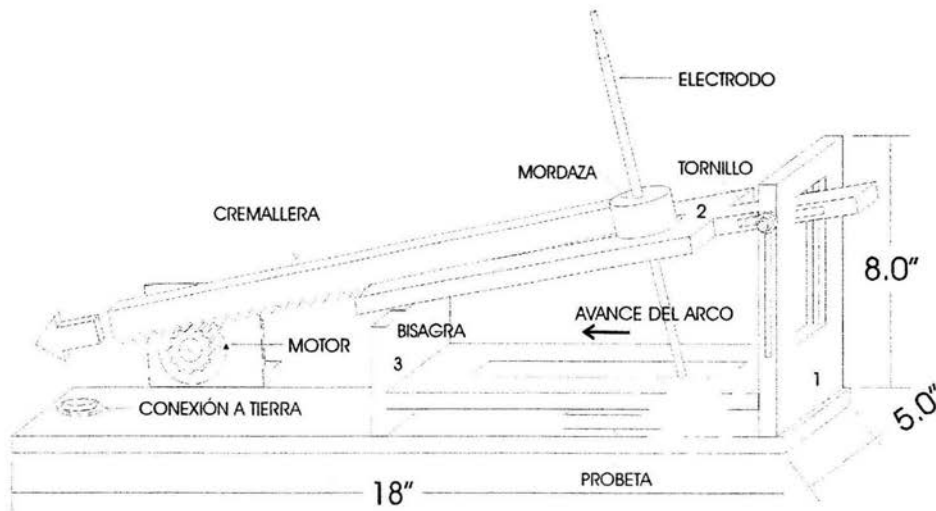 ELECTRODO
MORDAZA
TORNILLO
CREMALLERA
2
8.0"
AVANCE DEL ARCO
BISAGRA
MOTOR
3
1
CONEXIÓN A TIERRA
5.0"
PROBETA
18"